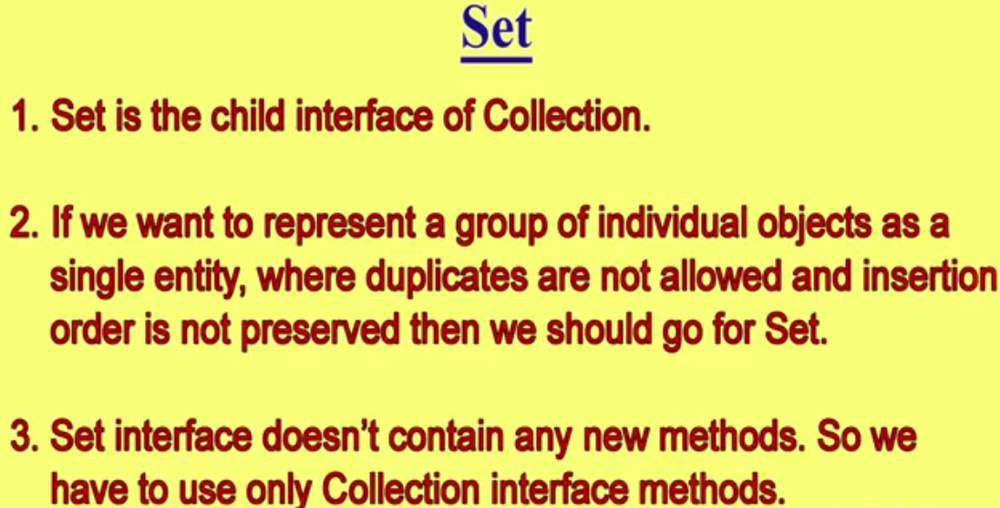 Set
1. Set is the child interface of Collection.
2. If we want to represent a group of individual objects as a
single entity, where duplicates are not allowed and insertion
order is not preserved then we should go for Set.
3. Set interface doesn’t contain any new methods. So we
have to use only Collection interface methods.